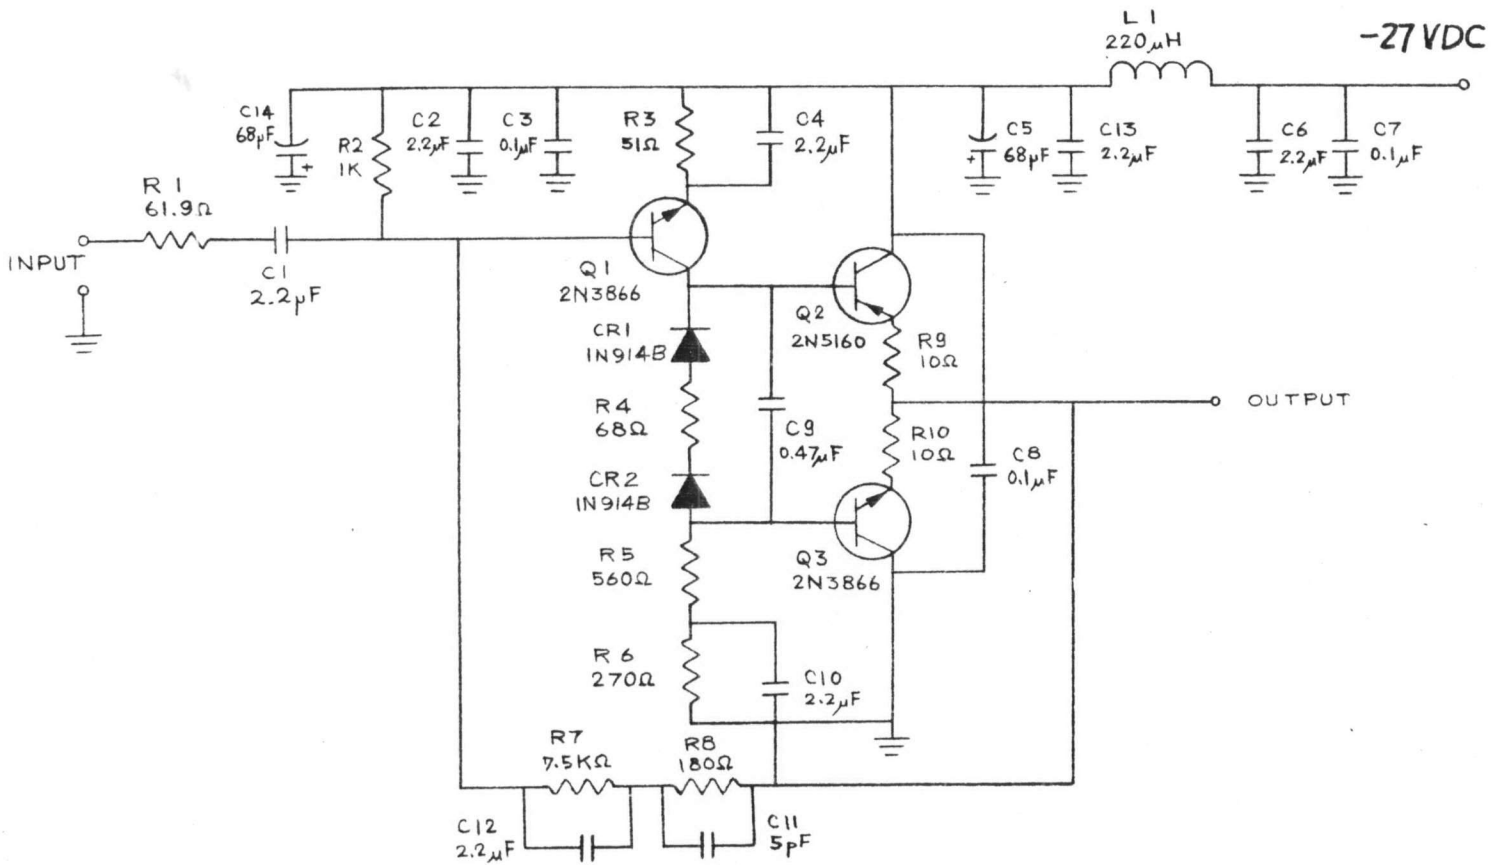 L 1
220µH
-27 VDC
C14
68µF
+
R2
1K
C2
2.2µF
C3
0.1µF
R3
51Ω
C4
2.2µF
+
C5
68µF
C13
2.2µF
C6
2.2µF
C7
0.1µF
R 1
61.9Ω
INPUT
C1
2.2µF
Q1
2N3866
CR1
1N914B
Q2
2N5160
R9
10Ω
R4
68Ω
C9
0.47µF
R10
10Ω
OUTPUT
C8
0.1µF
CR2
1N914B
R5
560Ω
Q3
2N3866
R 6
270Ω
C10
2.2µF
R7
7.5KΩ
R8
180Ω
C12
2.2µF
C11
5pF